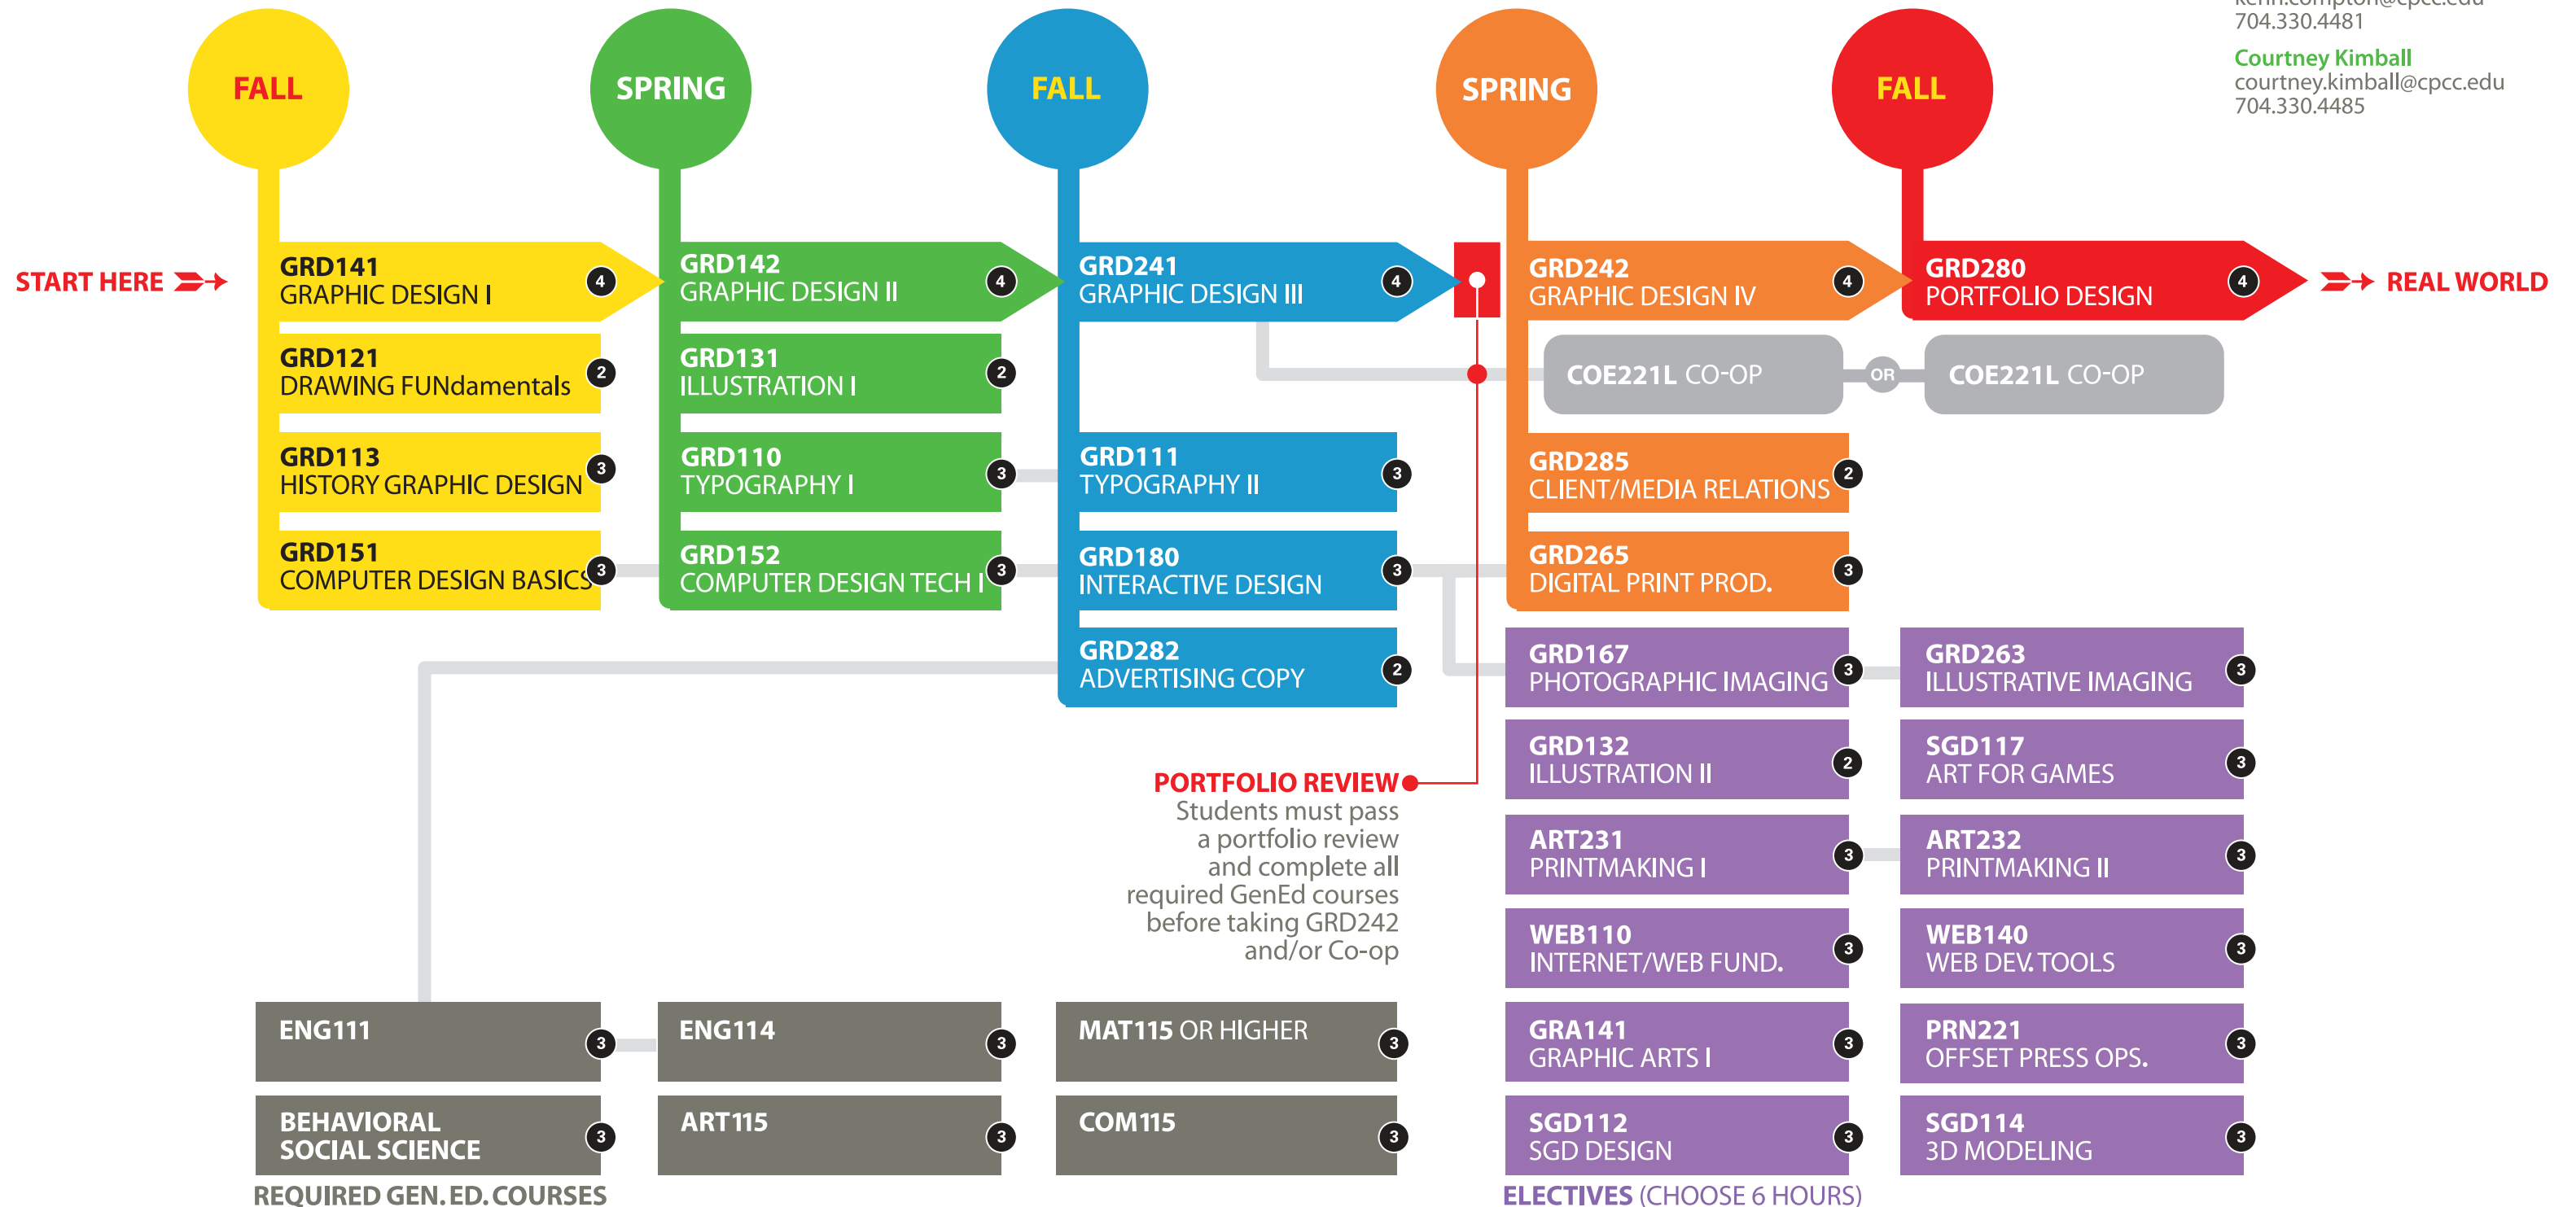 kenn.compton@cpcc.edu
704.330.4481
Courtney Kimball
courtney.kimball@cpcc.edu
704.330.4485
FALL
SPRING
FALL
SPRING
FALL
START HERE
GRD141
GRAPHIC DESIGN I
4
GRD142
GRAPHIC DESIGN II
4
GRD241
GRAPHIC DESIGN III
4
GRD242
GRAPHIC DESIGN IV
4
GRD280
PORTFOLIO DESIGN
4
REAL WORLD
GRD121
DRAWING FUNdamentals
2
GRD131
ILLUSTRATION I
2
COE221L CO-OP
OR
COE221L CO-OP
GRD113
HISTORY GRAPHIC DESIGN
3
GRD110
TYPOGRAPHY I
3
GRD111
TYPOGRAPHY II
3
GRD285
CLIENT/MEDIA RELATIONS
2
GRD151
COMPUTER DESIGN BASICS
3
GRD152
COMPUTER DESIGN TECH I
3
GRD180
INTERACTIVE DESIGN
3
GRD265
DIGITAL PRINT PROD.
3
GRD282
ADVERTISING COPY
2
GRD167
PHOTOGRAPHIC IMAGING
3
GRD263
ILLUSTRATIVE IMAGING
3
GRD132
ILLUSTRATION II
2
SGD117
ART FOR GAMES
3
PORTFOLIO REVIEW
Students must pass
a portfolio review
and complete all
required GenEd courses
before taking GRD242
and/or Co-op
ART231
PRINTMAKING I
3
ART232
PRINTMAKING II
3
WEB110
INTERNET/WEB FUND.
3
WEB140
WEB DEV. TOOLS
3
ENG111
3
ENG114
3
MAT115 OR HIGHER
3
GRA141
GRAPHIC ARTS I
3
PRN221
OFFSET PRESS OPS.
3
BEHAVIORAL
SOCIAL SCIENCE
3
ART115
3
COM115
3
SGD112
SGD DESIGN
3
SGD114
3D MODELING
3
REQUIRED GEN. ED. COURSES
ELECTIVES (CHOOSE 6 HOURS)